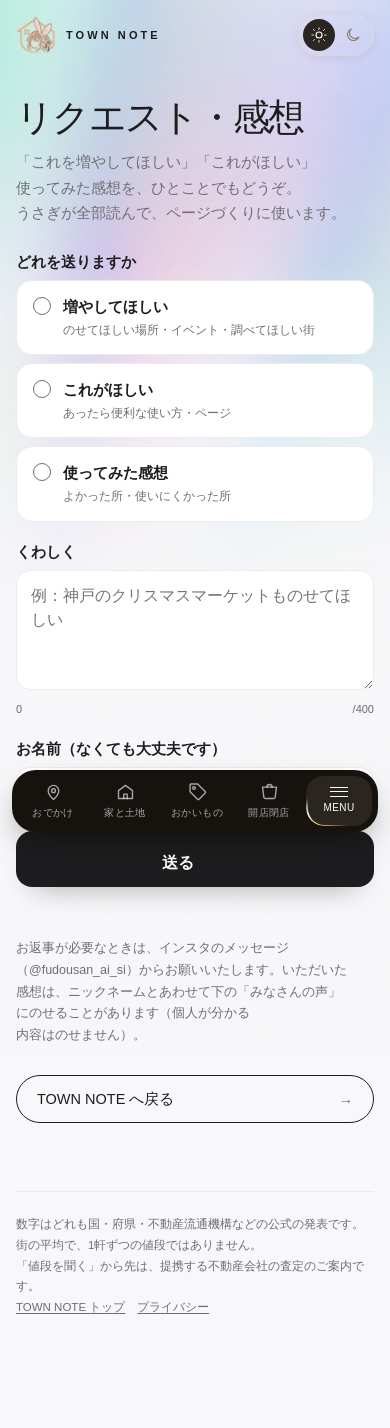 TOWN NOTE
リクエスト・感想
「これを増やしてほしい」「これがほしい」
使ってみた感想を、ひとことでもどうぞ。
うさぎが全部読んで、ページづくりに使います。
どれを送りますか
増やしてほしい
のせてほしい場所・イベント・調べてほしい街
これがほしい
あったら便利な使い方・ページ
使ってみた感想
よかった所・使いにくかった所
くわしく
例：神戸のクリスマスマーケットものせてほ
しい
0 /400
お名前（なくても大丈夫です）
おでかけ 家と土地 おかいもの 開店閉店 MENU
送る
お返事が必要なときは、インスタのメッセージ
（@fudousan_ai_si）からお願いいたします。いただいた
感想は、ニックネームとあわせて下の「みなさんの声」
にのせることがあります（個人が分かる
内容はのせません）。
TOWN NOTE へ戻る →
数字はどれも国・府県・不動産流通機構などの公式の発表です。
街の平均で、1軒ずつの値段ではありません。
「値段を聞く」から先は、提携する不動産会社の査定のご案内で
す。
TOWN NOTE トップ プライバシー